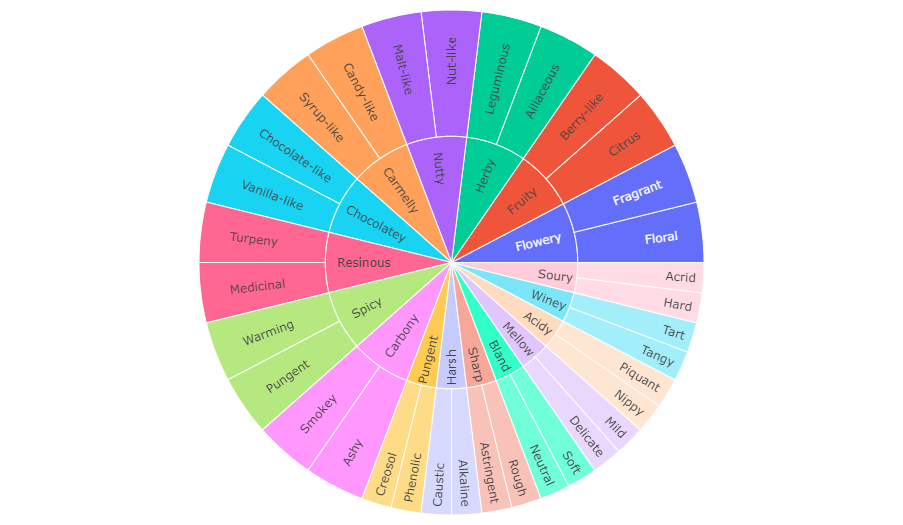 Nut-like
Malt-like
Leguminous
Candy-like
Alliaceous
Syrup-like
Berry-like
Chocolate-like
Citrus
Vanilla-like
Fragrant
Turpeny
Floral
Medicinal
Acrid
Warming
Hard
Pungent
Tart
Smokey
Tangy
Ashy
Piquant
Creosol
Nippy
Phenolic
Mild
Caustic
Delicate
Alkaline
Soft
Astringent
Neutral
Rough
Nutty
Herby
Carmelly
Fruity
Chocolatey
Flowery
Resinous
Soury
Spicy
Winey
Carbony
Acidy
Pungent
Mellow
Harsh
Bland
Sharp